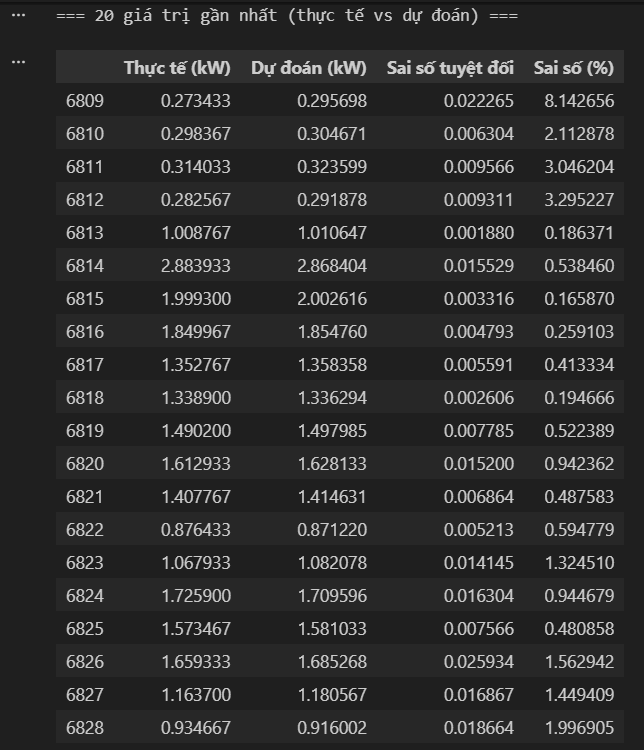 ... === 20 giá trị gần nhất (thực tế vs dự đoán) ===
...
Thực tế (kW) Dự đoán (kW) Sai số tuyệt đối Sai số (%)
6809 0.273433 0.295698 0.022265 8.142656
6810 0.298367 0.304671 0.006304 2.112878
6811 0.314033 0.323599 0.009566 3.046204
6812 0.282567 0.291878 0.009311 3.295227
6813 1.008767 1.010647 0.001880 0.186371
6814 2.883933 2.868404 0.015529 0.538460
6815 1.999300 2.002616 0.003316 0.165870
6816 1.849967 1.854760 0.004793 0.259103
6817 1.352767 1.358358 0.005591 0.413334
6818 1.338900 1.336294 0.002606 0.194666
6819 1.490200 1.497985 0.007785 0.522389
6820 1.612933 1.628133 0.015200 0.942362
6821 1.407767 1.414631 0.006864 0.487583
6822 0.876433 0.871220 0.005213 0.594779
6823 1.067933 1.082078 0.014145 1.324510
6824 1.725900 1.709596 0.016304 0.944679
6825 1.573467 1.581033 0.007566 0.480858
6826 1.659333 1.685268 0.025934 1.562942
6827 1.163700 1.180567 0.016867 1.449409
6828 0.934667 0.916002 0.018664 1.996905